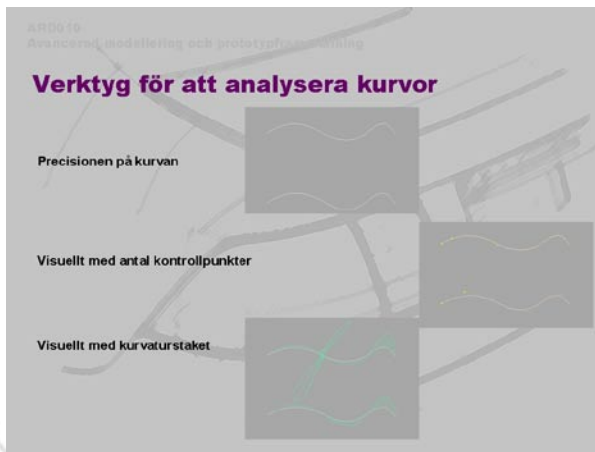 ARD010
Avancerad modellering och prototypframställning
Verktyg för att analysera kurvor
Precisionen på kurvan
Visuellt med antal kontrollpunkter
Visuellt med kurvaturstaket